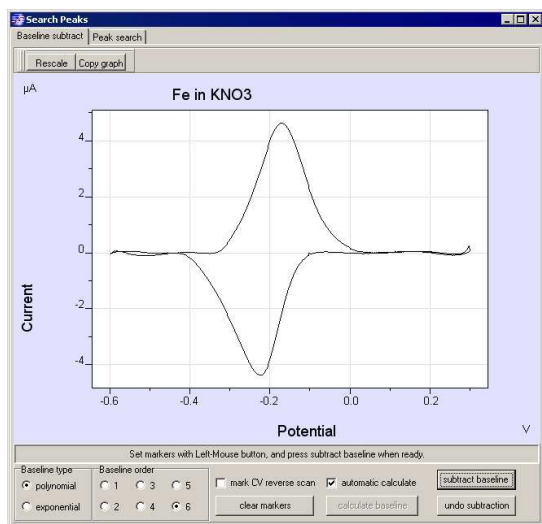 Search Peaks
Baseline subtract Peak search
Rescale Copy graph
µA
Fe in KNO3
4
2
0
-2
-4
Current
-0.6 -0.4 -0.2 0.0 0.2
Potential V
Set markers with Left-Mouse button, and press subtract baseline when ready.
Baseline type Baseline order
polynomial 1 3 5 mark CV reverse scan automatic calculate subtract baseline
exponential 2 4 6 clear markers calculate baseline undo subtraction